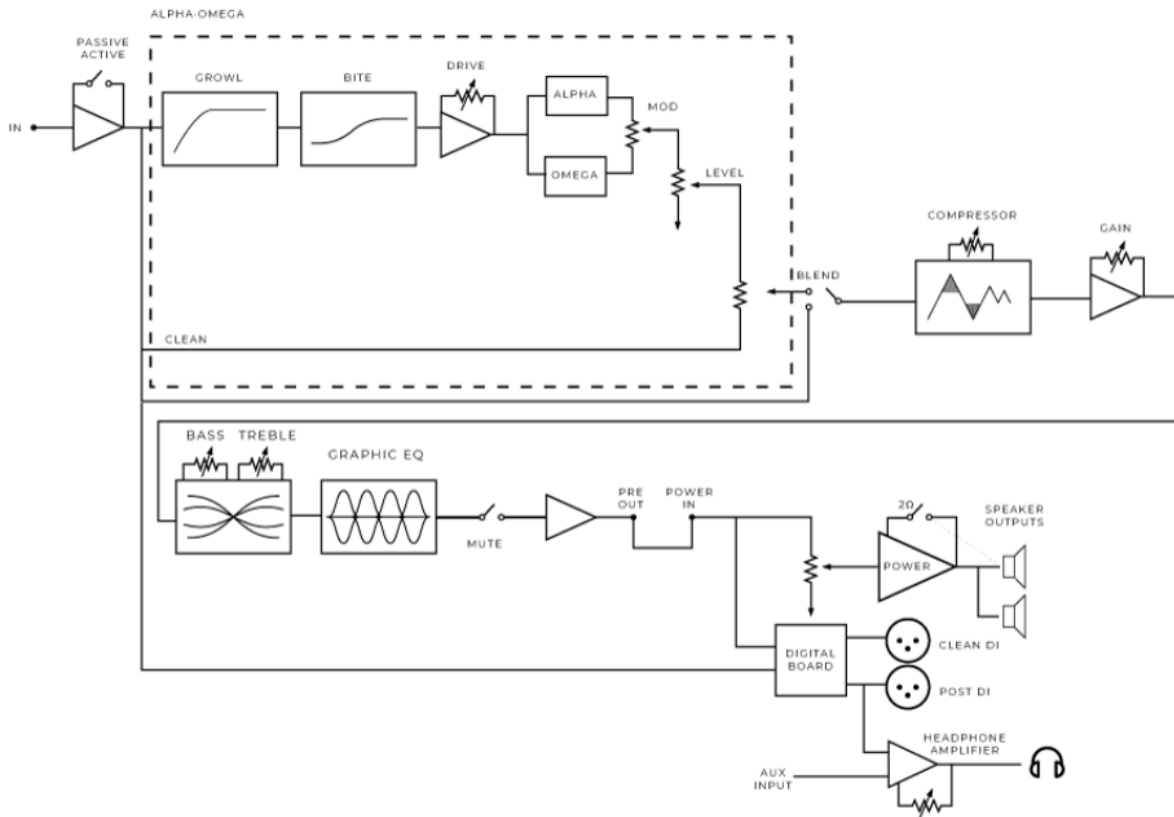 ALPHA-OMEGA
PASSIVE
ACTIVE
GROWL
BITE
DRIVE
ALPHA
MOD
IN
OMEGA
LEVEL
COMPRESSOR
GAIN
BLEND
CLEAN
BASS
TREBLE
GRAPHIC EQ
MUTE
PRE
OUT
POWER
IN
2Ω
SPEAKER
OUTPUTS
POWER
DIGITAL
BOARD
CLEAN DI
POST DI
HEADPHONE
AMPLIFIER
AUX
INPUT